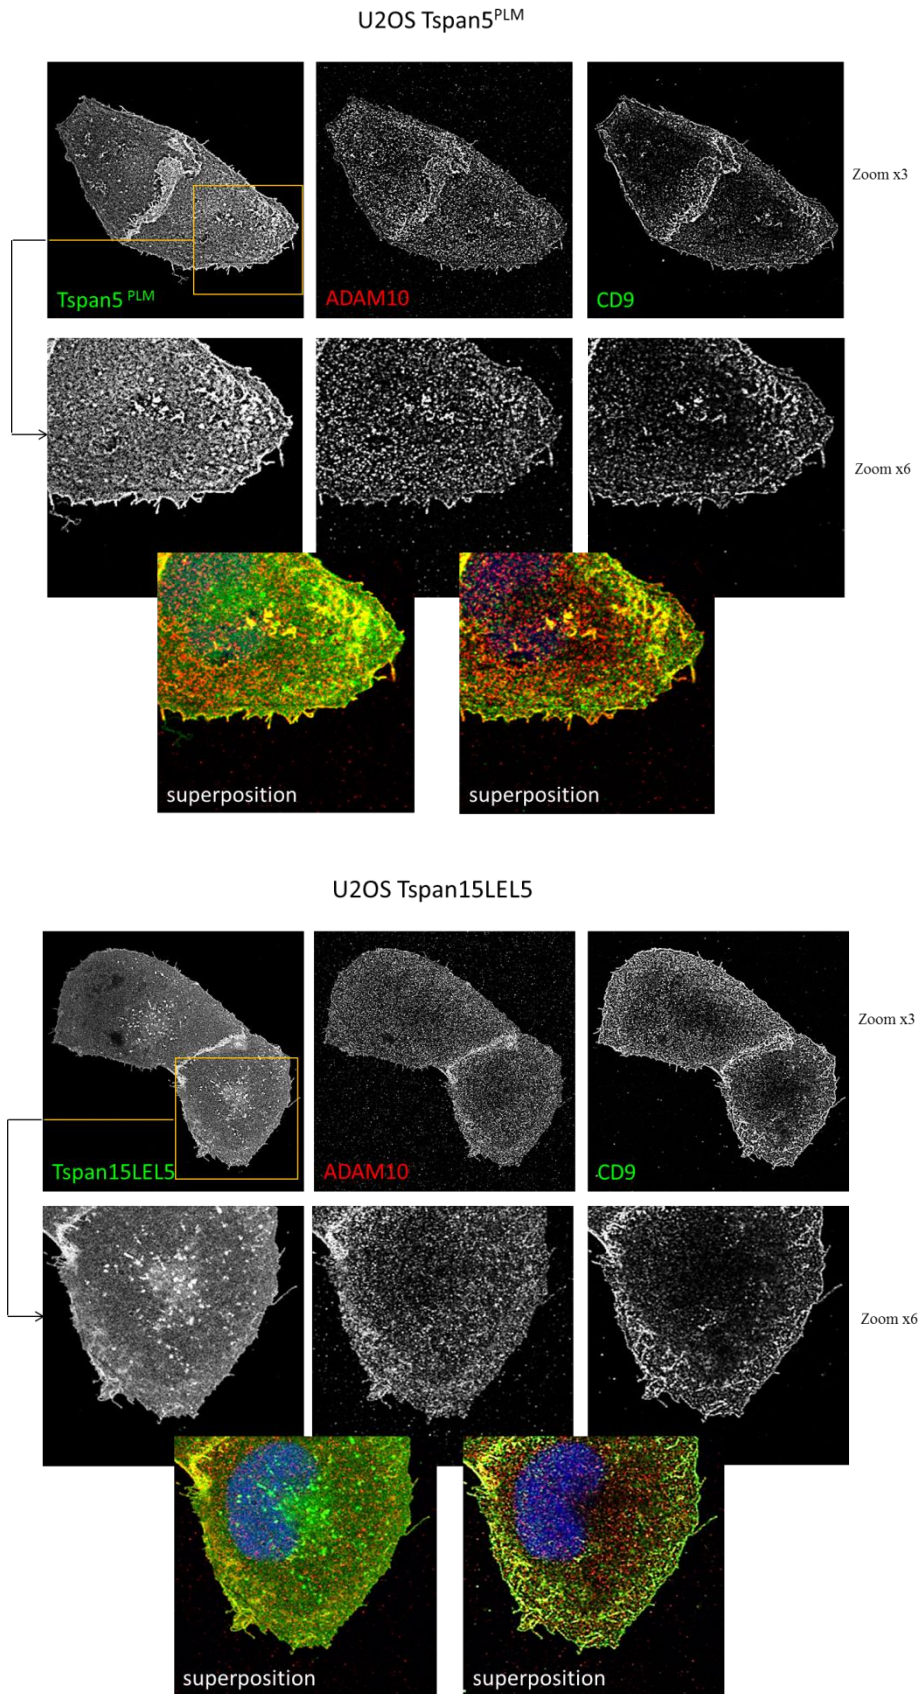 U2OS Tspan5PLM
Zoom x3
Tspan5 PLM
ADAM10
CD9
Zoom x6
superposition
superposition
U2OS Tspan15LEL5
Zoom x3
Tspan15LEL5
ADAM10
CD9
Zoom x6
superposition
superposition